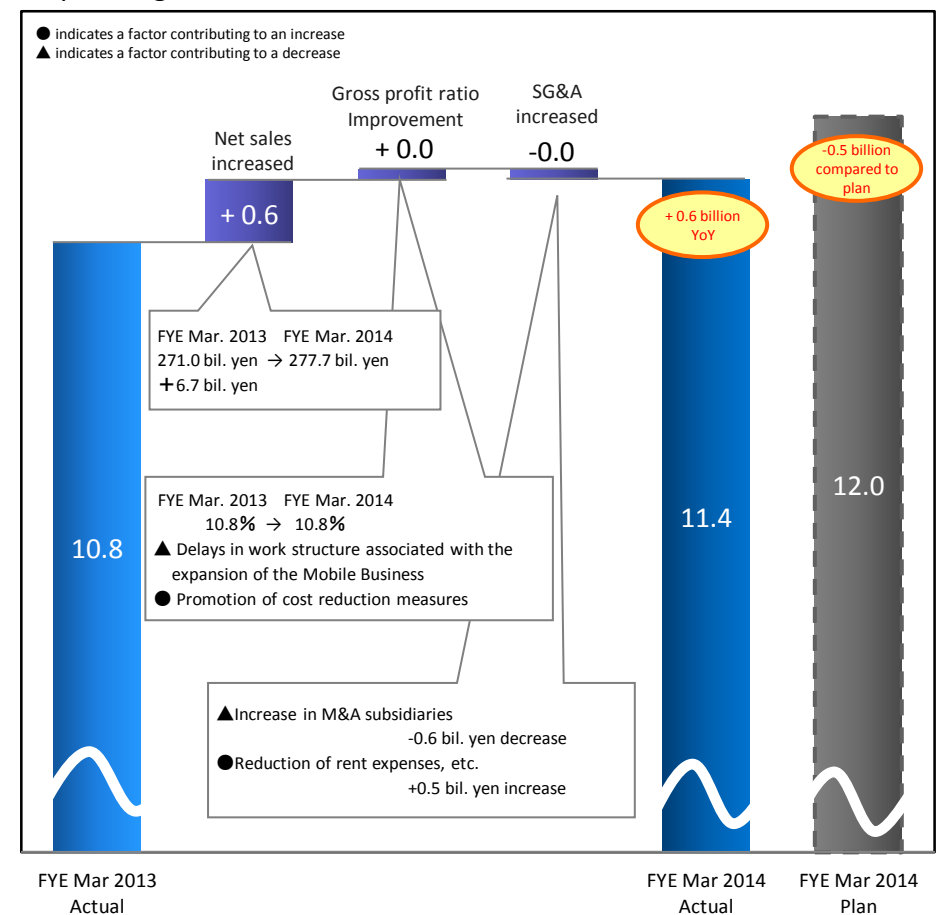 ● indicates a factor contributing to an increase
▲ indicates a factor contributing to a decrease
Gross profit ratio
Improvement
+ 0.0
SG&A
increased
-0.0
Net sales
increased
+ 0.6
-0.5 billion
compared to
plan
+ 0.6 billion
YoY
FYE Mar. 2013 FYE Mar. 2014
271.0 bil. yen → 277.7 bil. yen
+6.7 bil. yen
FYE Mar. 2013 FYE Mar. 2014
10.8% → 10.8%
▲ Delays in work structure associated with the
expansion of the Mobile Business
● Promotion of cost reduction measures
▲Increase in M&A subsidiaries
-0.6 bil. yen decrease
●Reduction of rent expenses, etc.
+0.5 bil. yen increase
10.8
11.4
12.0
FYE Mar 2013
Actual
FYE Mar 2014
Actual
FYE Mar 2014
Plan